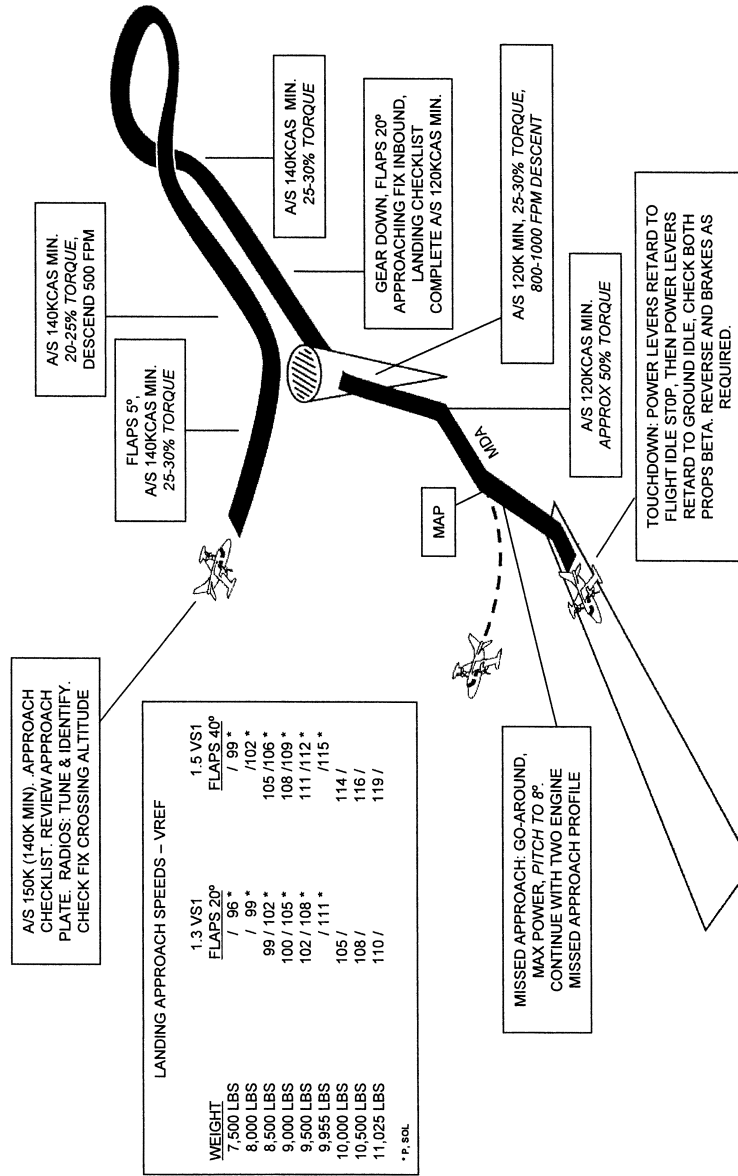 A/S 150K (140K MIN). .APPROACH
CHECKLIST. REVIEW APPROACH
PLATE. RADIOS: TUNE & IDENTIFY.
CHECK FIX CROSSING ALTITUDE
FLAPS 5º,
A/S 140KCAS MIN.
25-30% TORQUE
A/S 140KCAS MIN.
20-25% TORQUE,
DESCEND 500 FPM
A/S 140KCAS MIN.
25-30% TORQUE
GEAR DOWN, FLAPS 20º
APPROACHING FIX INBOUND,
LANDING CHECKLIST
COMPLETE A/S 120KCAS MIN.
A/S 120K MIN, 25-30% TORQUE,
800-1000 FPM DESCENT
A/S 120KCAS MIN.
APPROX 50% TORQUE
MDA
MAP
TOUCHDOWN: POWER LEVERS RETARD TO
FLIGHT IDLE STOP, THEN POWER LEVERS
RETARD TO GROUND IDLE, CHECK BOTH
PROPS BETA. REVERSE AND BRAKES AS
REQUIRED.
MISSED APPROACH: GO-AROUND,
MAX POWER, PITCH TO 8º.
CONTINUE WITH TWO ENGINE
MISSED APPROACH PROFILE
LANDING APPROACH SPEEDS – VREF
1.3 VS1 1.5 VS1
WEIGHT FLAPS 20º FLAPS 40º
7,500 LBS / 96 * / 99 *
8,000 LBS / 99 * /102 *
8,500 LBS 99 / 102 * 105 /106 *
9,000 LBS 100 / 105 * 108 /109 *
9,500 LBS 102 / 108 * 111 /112 *
9,955 LBS / 111 * /115 *
10,000 LBS 105 / 114 /
10,500 LBS 108 / 116 /
11,025 LBS 110 / 119 /
* P, SOL